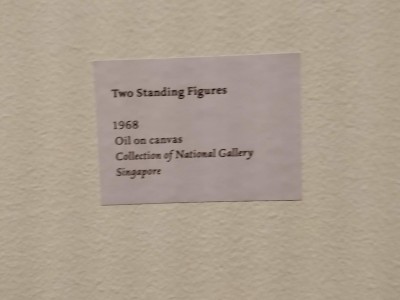 Two Standing Figures
1968
Oil on canvas
Collection of National Gallery
Singapore